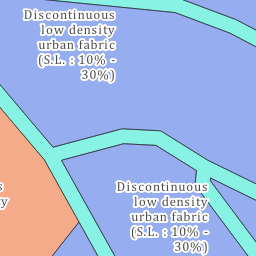 Discontinuous
low density
urban fabric
(S.L. : 10% -
30%)
Discontinuous
low density
urban fabric
(S.L. : 10% -
30%)